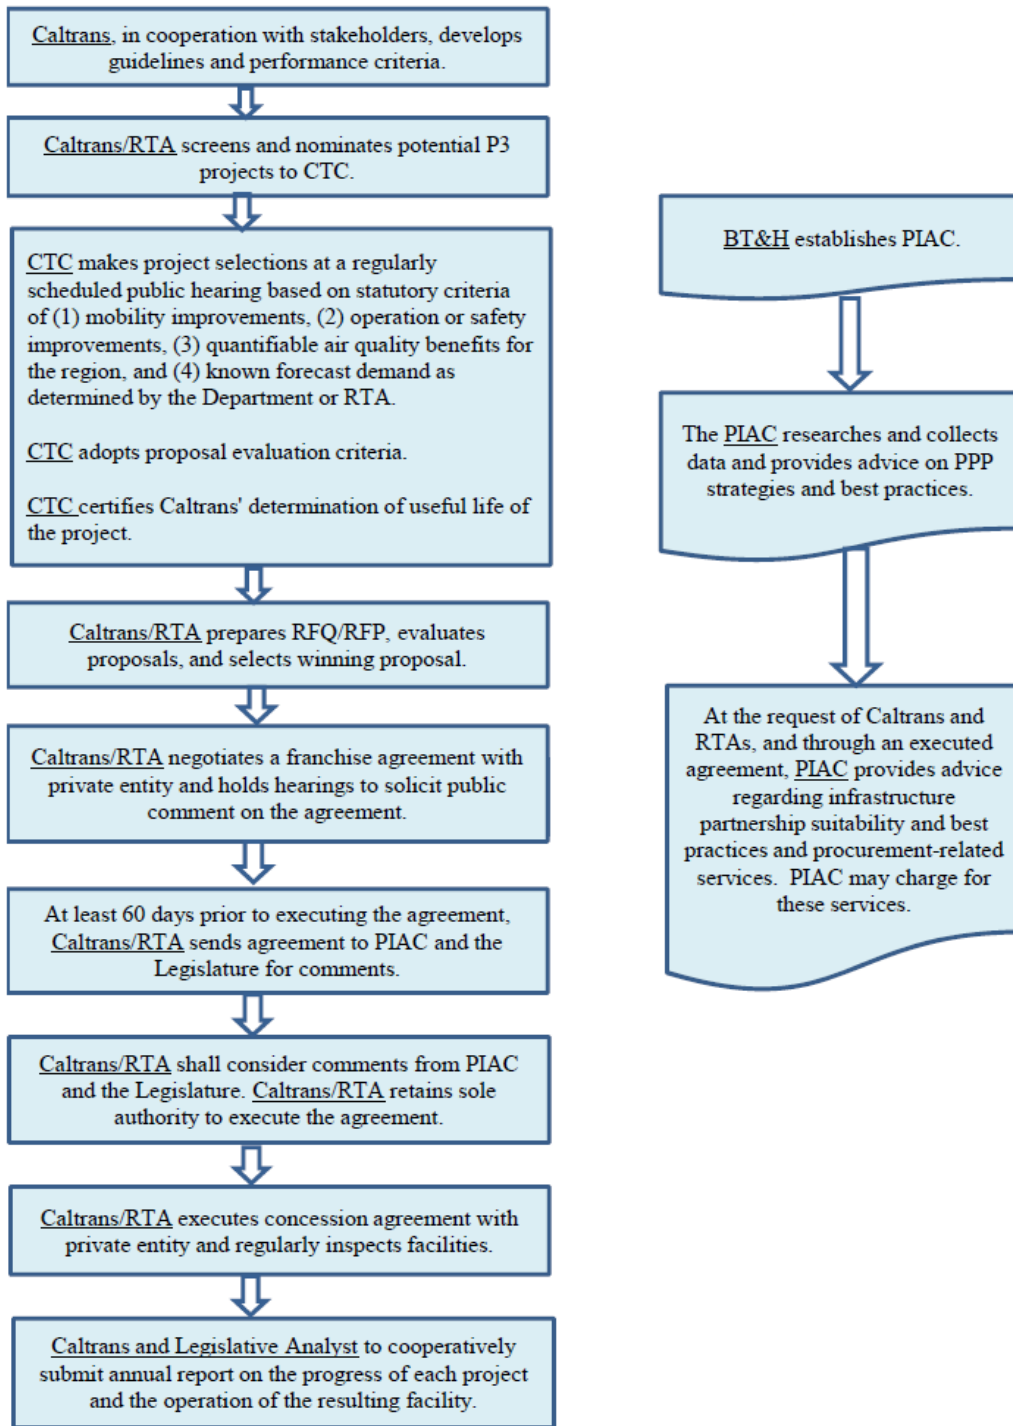 Caltrans, in cooperation with stakeholders, develops
guidelines and performance criteria.
Caltrans/RTA screens and nominates potential P3
projects to CTC.
CTC makes project selections at a regularly
scheduled public hearing based on statutory criteria
of (1) mobility improvements, (2) operation or safety
improvements, (3) quantifiable air quality benefits for
the region, and (4) known forecast demand as
determined by the Department or RTA.
CTC adopts proposal evaluation criteria.
CTC certifies Caltrans' determination of useful life of
the project.
Caltrans/RTA prepares RFQ/RFP, evaluates
proposals, and selects winning proposal.
Caltrans/RTA negotiates a franchise agreement with
private entity and holds hearings to solicit public
comment on the agreement.
At least 60 days prior to executing the agreement,
Caltrans/RTA sends agreement to PIAC and the
Legislature for comments.
Caltrans/RTA shall consider comments from PIAC
and the Legislature. Caltrans/RTA retains sole
authority to execute the agreement.
Caltrans/RTA executes concession agreement with
private entity and regularly inspects facilities.
Caltrans and Legislative Analyst to cooperatively
submit annual report on the progress of each project
and the operation of the resulting facility.
BT&H establishes PIAC.
The PIAC researches and collects
data and provides advice on PPP
strategies and best practices.
At the request of Caltrans and
RTAs, and through an executed
agreement, PIAC provides advice
regarding infrastructure
partnership suitability and best
practices and procurement-related
services.  PIAC may charge for
these services.